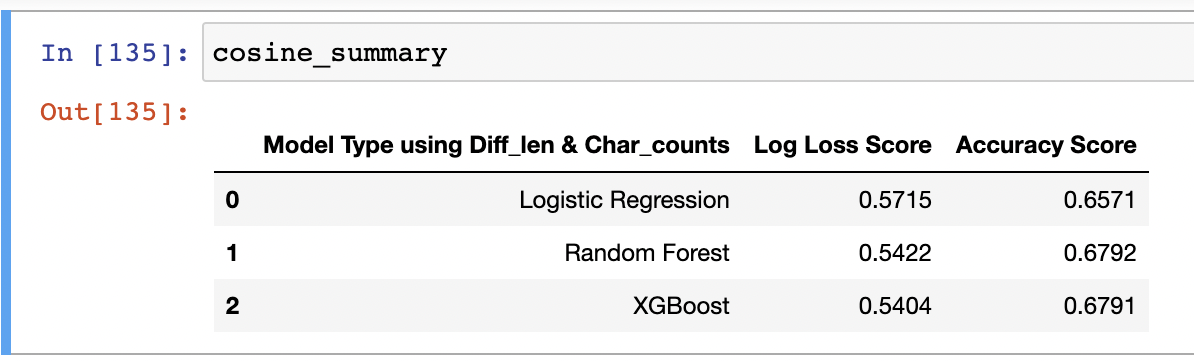 In [135]: cosine_summary
Out[135]:
Model Type using Diff_len & Char_counts Log Loss Score Accuracy Score
0 Logistic Regression 0.5715 0.6571
1 Random Forest 0.5422 0.6792
2 XGBoost 0.5404 0.6791